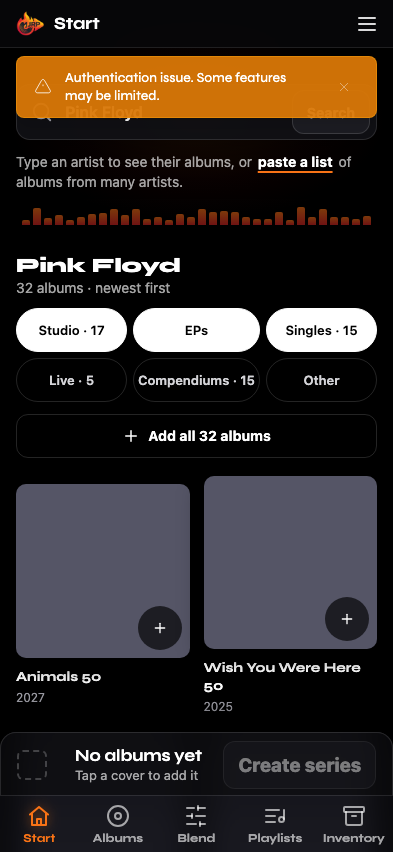 Start
Authentication issue. Some features
may be limited.
Pink Floyd
Search
Type an artist to see their albums, or paste a list of
albums from many artists.
Pink Floyd
32 albums · newest first
Studio · 17
EPs
Singles · 15
Live · 5
Compendiums · 15
Other
+ Add all 32 albums
Animals 50
2027
Wish You Were Here
50
2025
No albums yet
Tap a cover to add it
Create series
Start
Albums
Blend
Playlists
Inventory